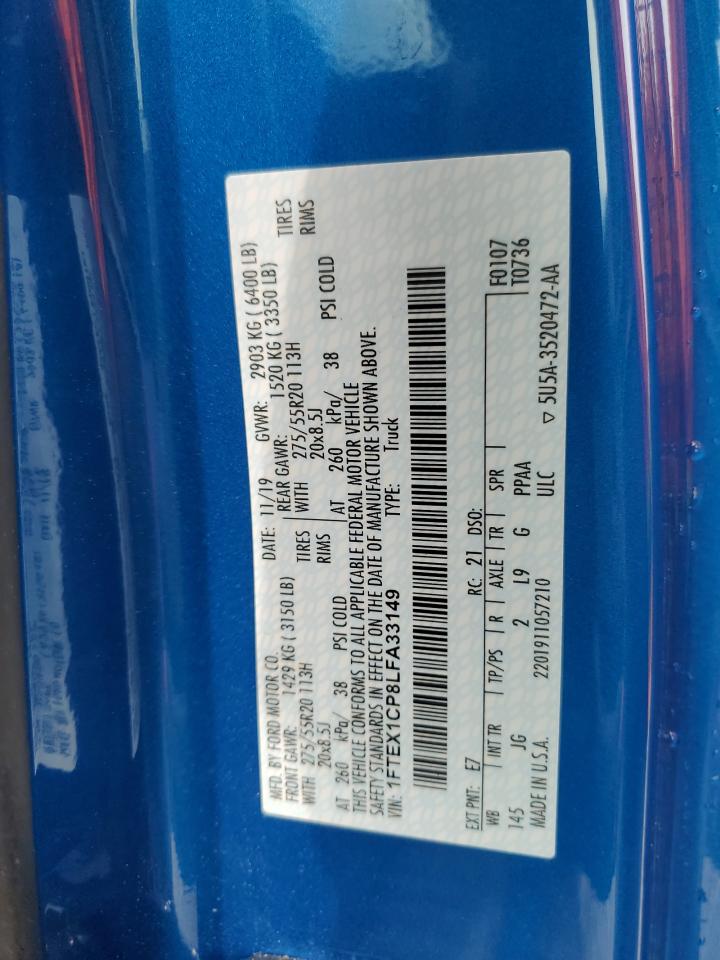 MFD. BY FORD MOTOR CO.
DATE: 11/19 GVWR: 2903 KG ( 6400 LB)
FRONT GAWR: 1429 KG ( 3150 LB) REAR GAWR: 1520 KG ( 3350 LB)
WITH 275/55R20 113H TIRES WITH 275/55R20 113H TIRES
20x8.5J RIMS 20x8.5J RIMS
AT 260 kPa/ 38 PSI COLD AT 260 kPa/ 38 PSI COLD
THIS VEHICLE CONFORMS TO ALL APPLICABLE FEDERAL MOTOR VEHICLE
SAFETY STANDARDS IN EFFECT ON THE DATE OF MANUFACTURE SHOWN ABOVE.
VIN: 1FTEX1CP8LFA33149 TYPE: Truck
EXT PNT: E7 RC: 21 DSO:
WB INT TR TP/PS R AXLE TR SPR F0107
145 JG 2 L9 G PPAA T0736
MADE IN U.S.A. 2201911057210 ULC ▽ 5U5A-3520472-AA